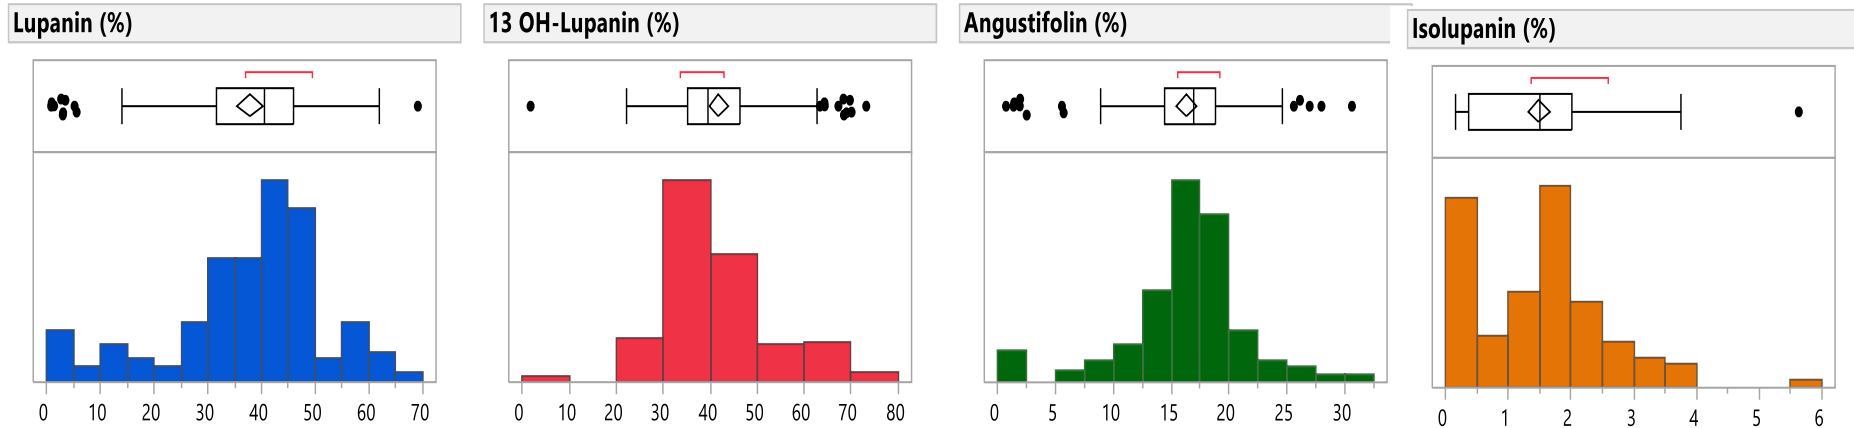 Lupanin (%)
13 OH-Lupanin (%)
Angustifolin (%)
Isolupanin (%)
0 10 20 30 40 50 60 70
0 10 20 30 40 50 60 70 80
0 5 10 15 20 25 30
0 1 2 3 4 5 6